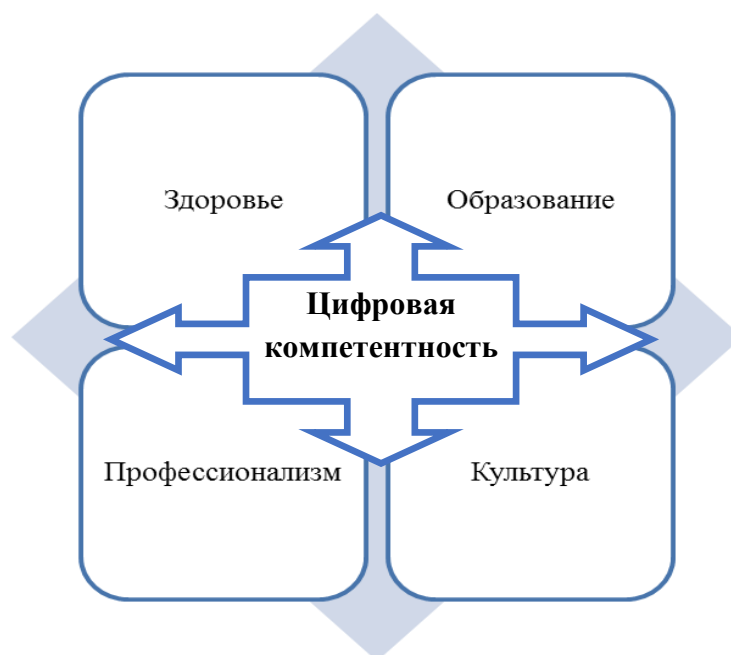 Здоровье
Образование
Цифровая
компетентность
Профессионализм
Культура